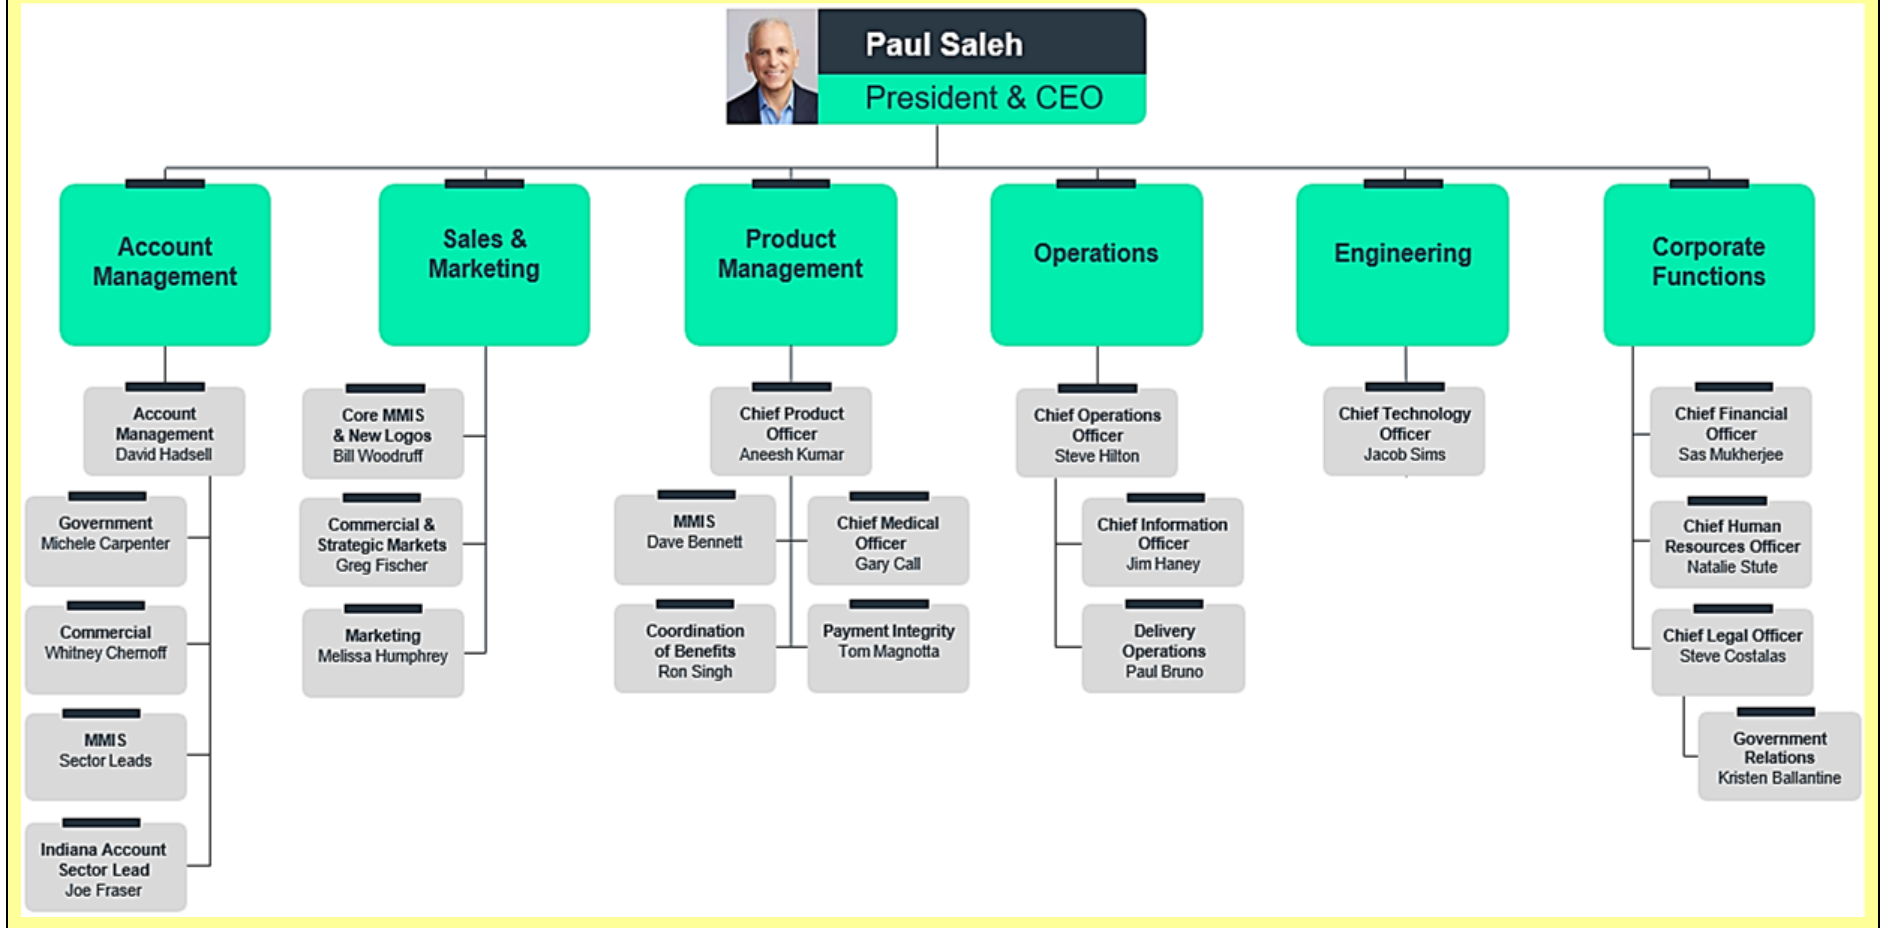 Paul Saleh
President & CEO
Account
Management
Sales &
Marketing
Product
Management
Operations
Engineering
Corporate
Functions
Account
Management
David Hadsell
Government
Michele Carpenter
Commercial
Whitney Chernoff
MMIS
Sector Leads
Indiana Account
Sector Lead
Joe Fraser
Core MMIS
& New Logos
Bill Woodruff
Commercial &
Strategic Markets
Greg Fischer
Marketing
Melissa Humphrey
Chief Product
Officer
Aneesh Kumar
MMIS
Dave Bennett
Chief Medical
Officer
Gary Call
Coordination
of Benefits
Ron Singh
Payment Integrity
Tom Magnotta
Chief Operations
Officer
Steve Hilton
Chief Information
Officer
Jim Haney
Delivery
Operations
Paul Bruno
Chief Technology
Officer
Jacob Sims
Chief Financial
Officer
Sas Mukherjee
Chief Human
Resources Officer
Natalie Stute
Chief Legal Officer
Steve Costalas
Government
Relations
Kristen Ballantine